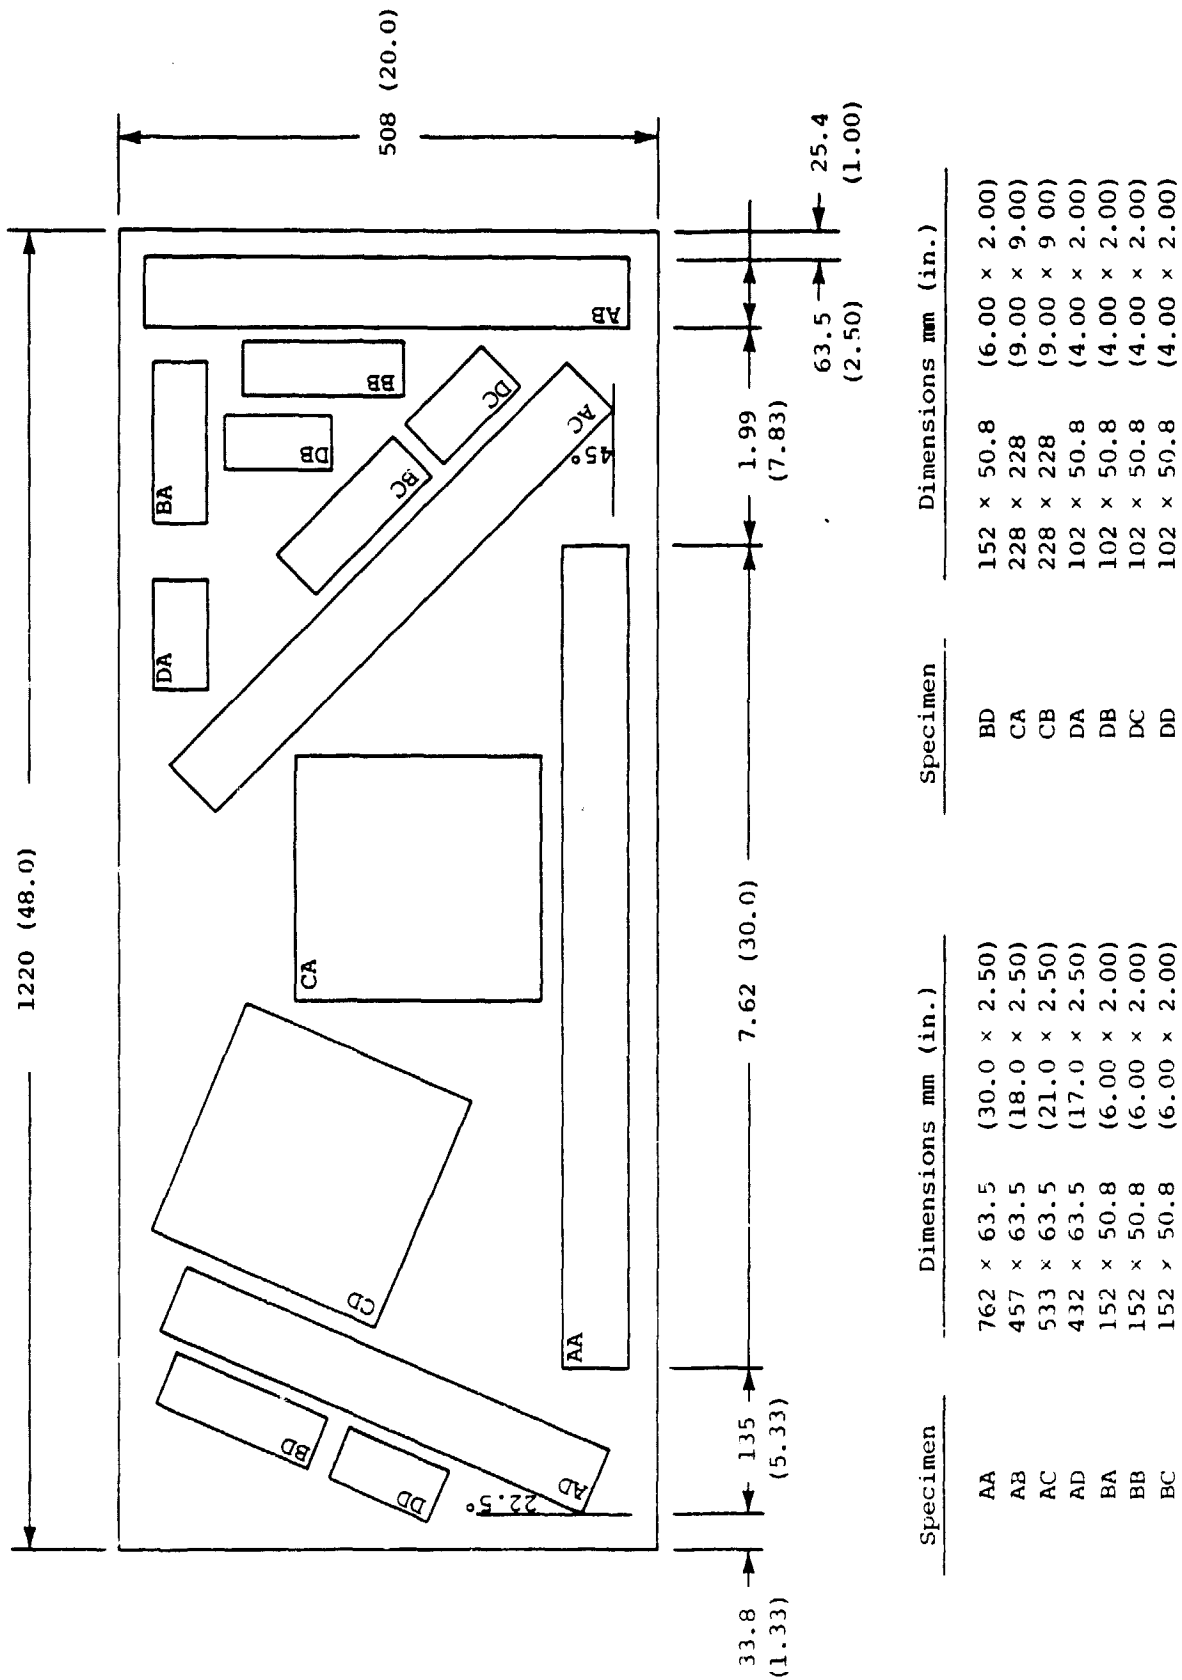 1220 (48.0)
508 (20.0)
BD
DD
AD
22.5°
CD
CA
AA
DA
BA
DB
BB
BC
DC
AC
45°
AB
33.8
(1.33)
135
(5.33)
7.62 (30.0)
1.99
(7.83)
63.5
(2.50)
25.4
(1.00)
Specimen Dimensions mm (in.)
AA 762 × 63.5 (30.0 × 2.50)
AB 457 × 63.5 (18.0 × 2.50)
AC 533 × 63.5 (21.0 × 2.50)
AD 432 × 63.5 (17.0 × 2.50)
BA 152 × 50.8 (6.00 × 2.00)
BB 152 × 50.8 (6.00 × 2.00)
BC 152 × 50.8 (6.00 × 2.00)
Specimen Dimensions mm (in.)
BD 152 × 50.8 (6.00 × 2.00)
CA 228 × 228 (9.00 × 9.00)
CB 228 × 228 (9.00 × 9 00)
DA 102 × 50.8 (4.00 × 2.00)
DB 102 × 50.8 (4.00 × 2.00)
DC 102 × 50.8 (4.00 × 2.00)
DD 102 × 50.8 (4.00 × 2.00)